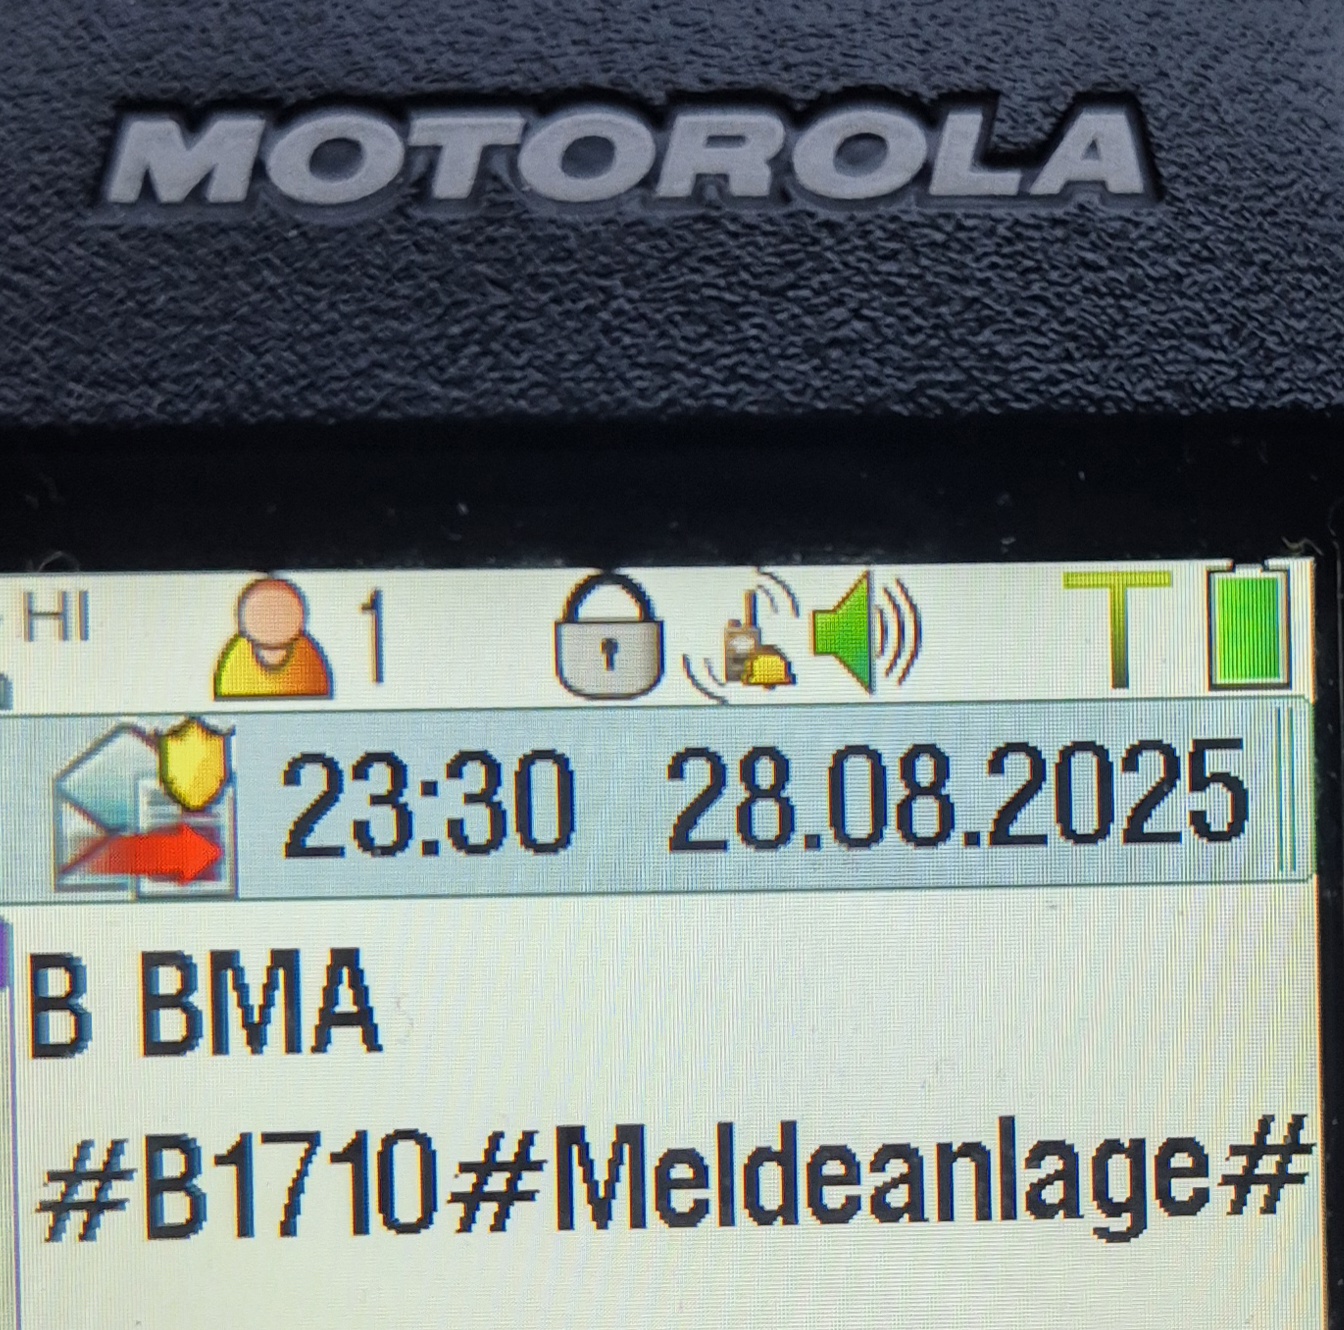 MOTOROLA
HI 1 T
23:30 28.08.2025
B BMA
#B1710#Meldeanlage#